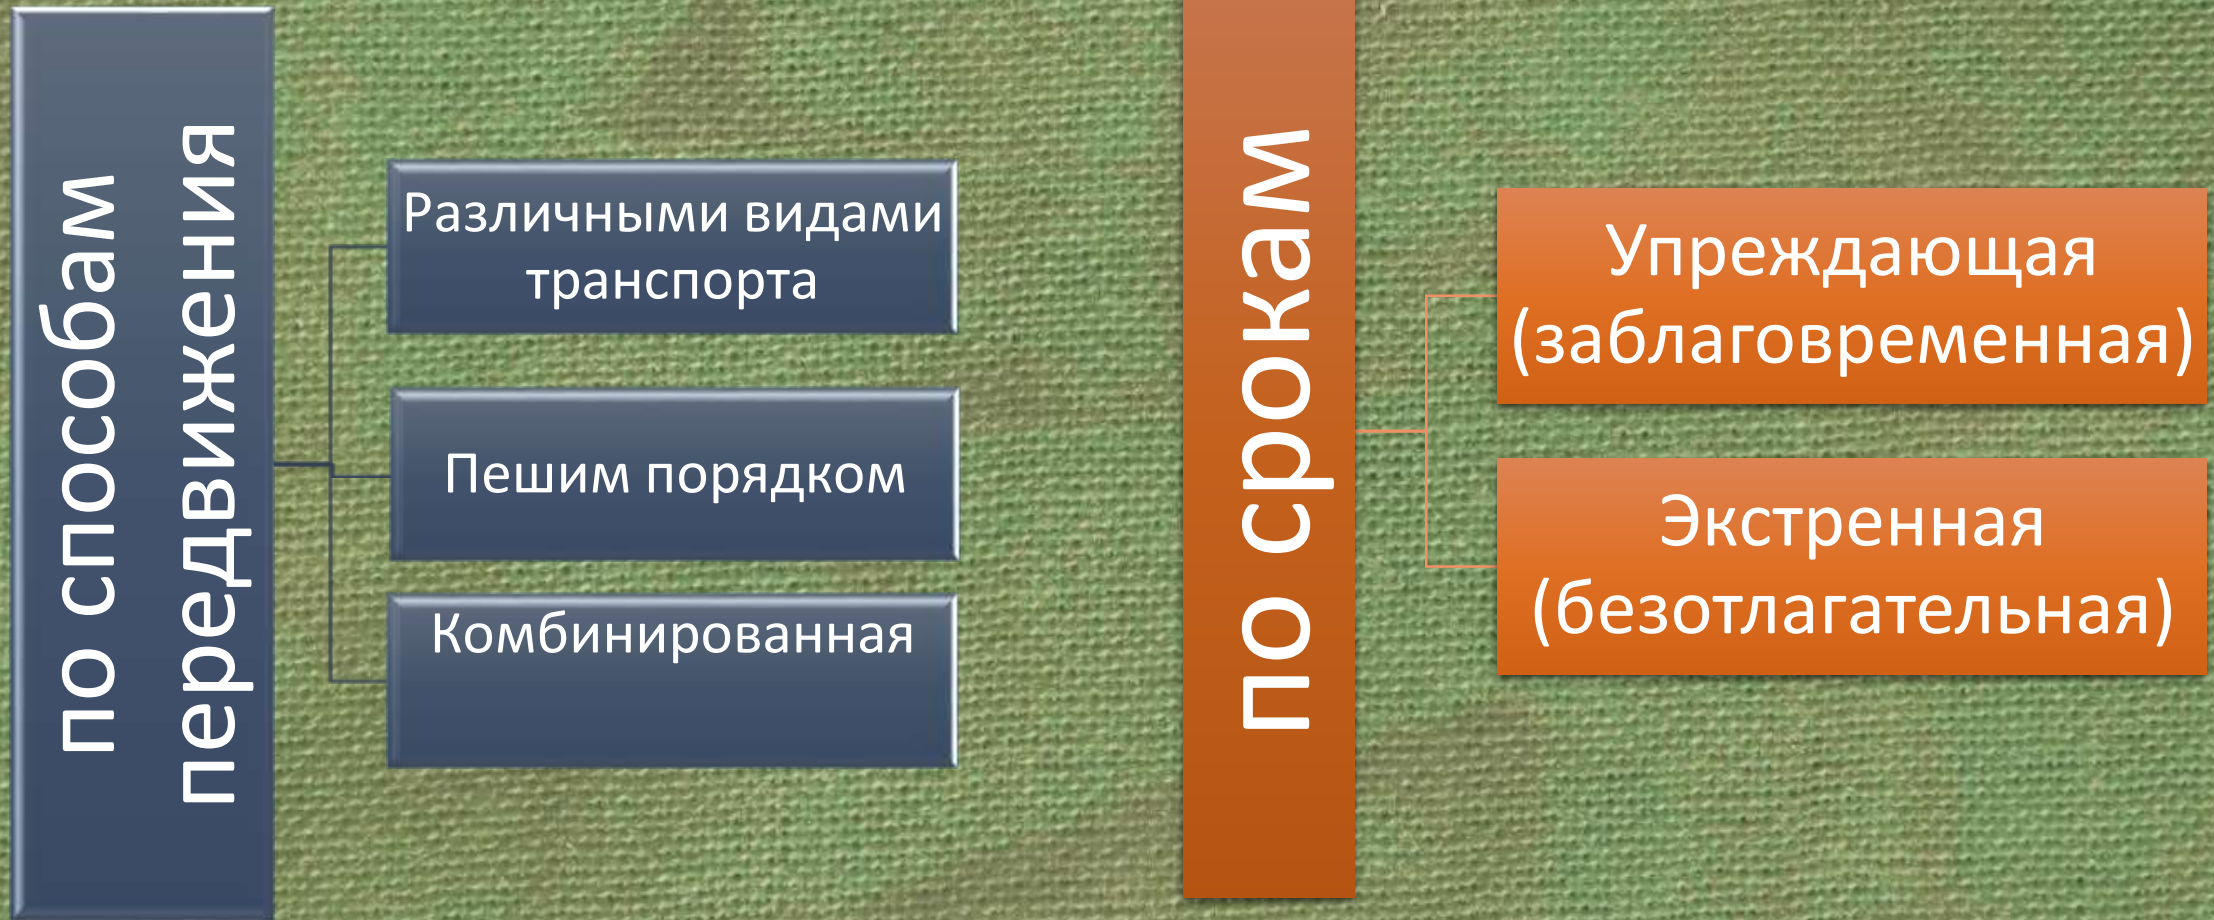 по способам
передвижения
Различными видами
транспорта
Пешим порядком
Комбинированная
по срокам
Упреждающая
(заблаговременная)
Экстренная
(безотлагательная)